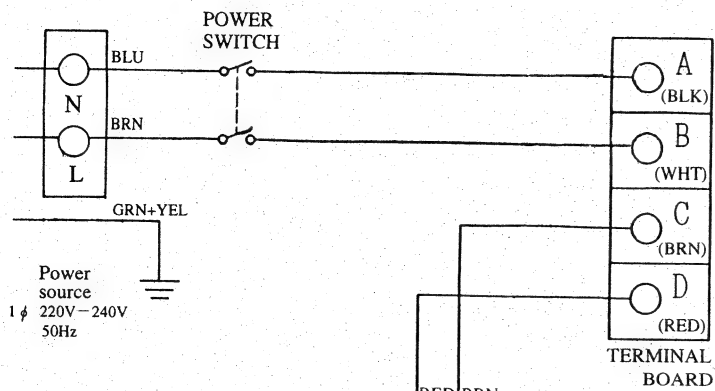 POWER
SWITCH
BLU
N
BRN
L
GRN+YEL
Power
source
1 ϕ 220V-240V
50Hz
A
(BLK)
B
(WHT)
C
(BRN)
D
(RED)
TERMINAL
BOARD
RED BRN